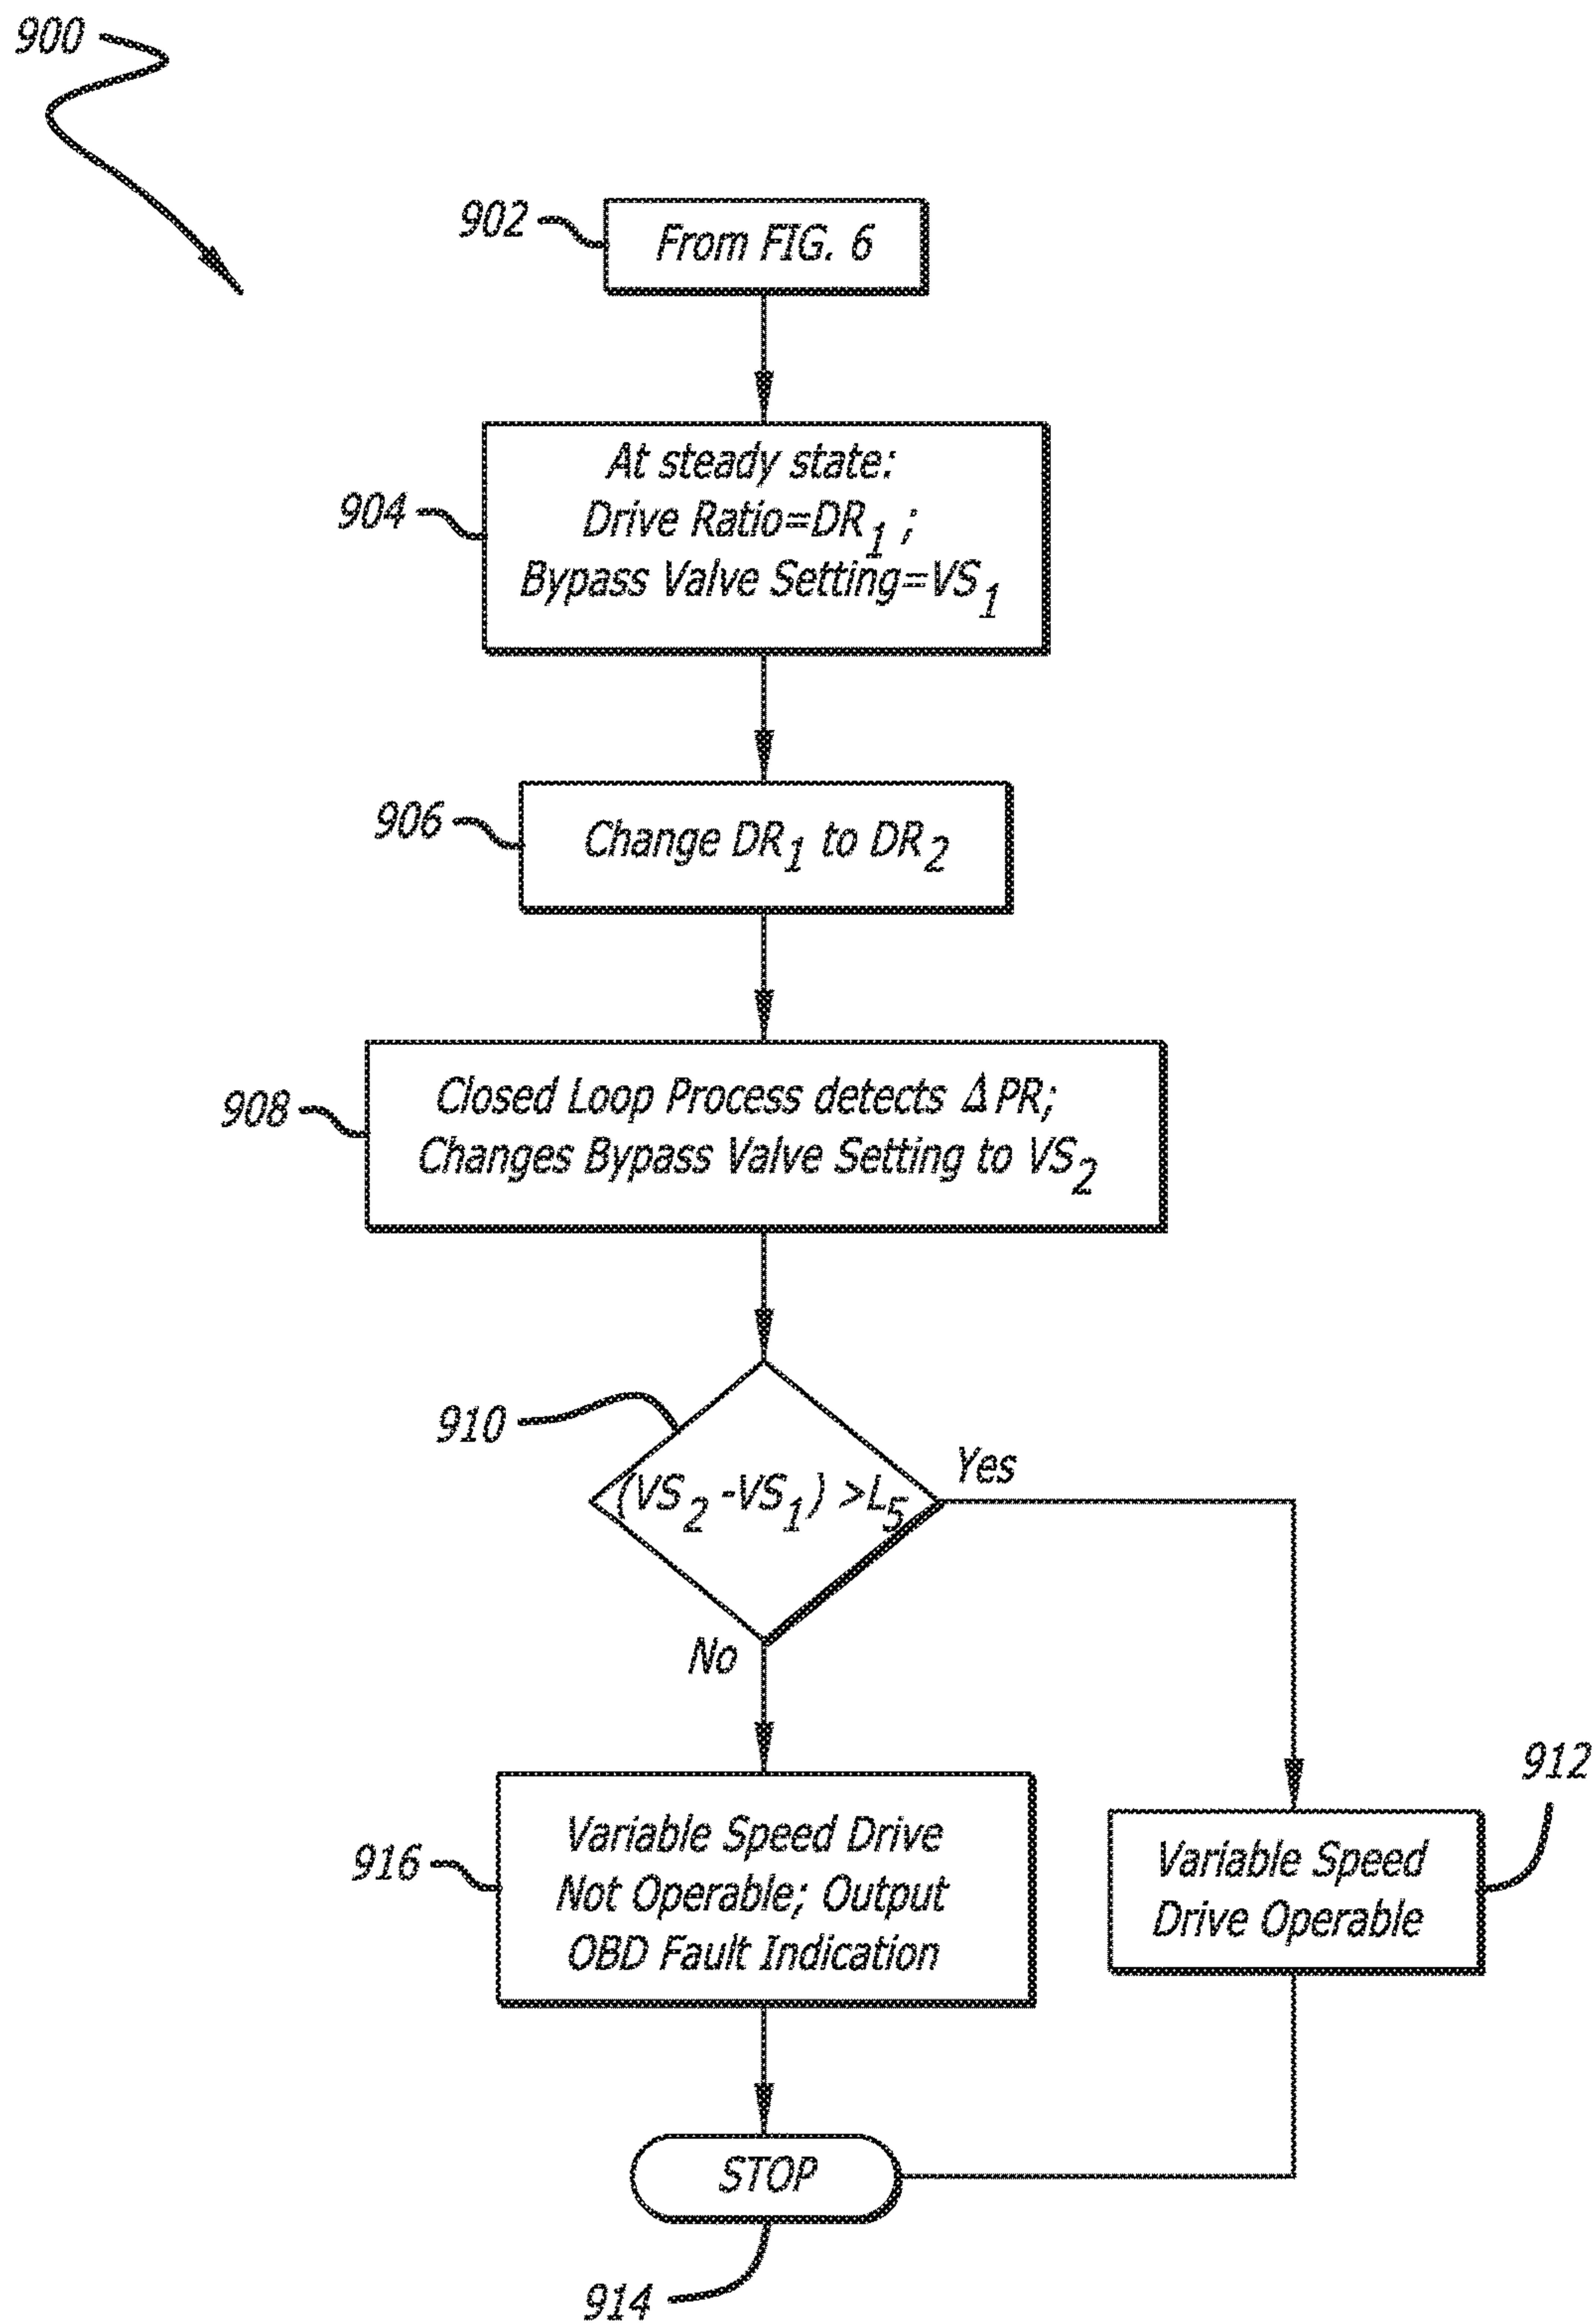 900
902
From FIG. 6
904
At steady state:
Drive Ratio=DR1 ;
Bypass Valve Setting=VS1
906
Change DR1 to DR2
908
Closed Loop Process detects ΔPR;
Changes Bypass Valve Setting to VS2
910
(VS2 -VS1) >L5
Yes
No
912
916
Variable Speed Drive
Not Operable; Output
OBD Fault Indication
Variable Speed
Drive Operable
STOP
914